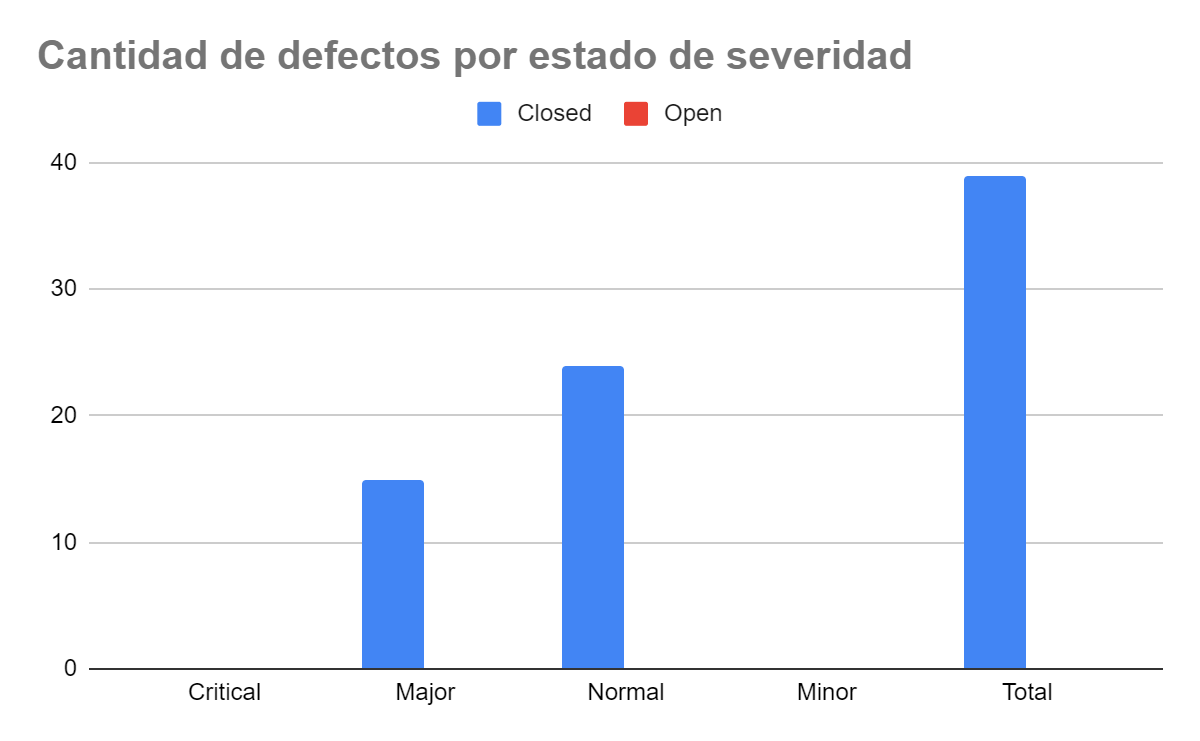 Cantidad de defectos por estado de severidad
Closed Open
40
30
20
10
0
Critical Major Normal Minor Total